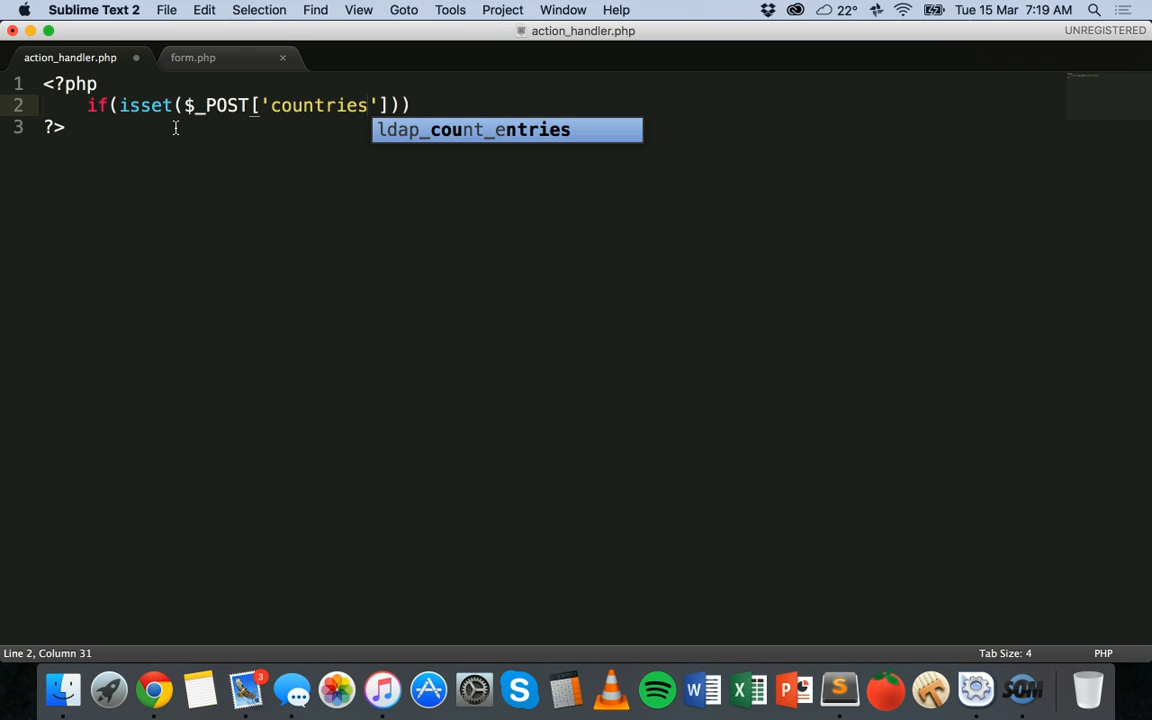 Sublime Text 2 File Edit Selection Find View Goto Tools Project Window Help 22° Tue 15 Mar 7:19 AM
action_handler.php UNREGISTERED
action_handler.php form.php ×
1 <?php
2 if(isset($_POST['countries']))
ldap_count_entries
3 ?>
Line 2, Column 31 Tab Size: 4 PHP
3
W X P S SOM